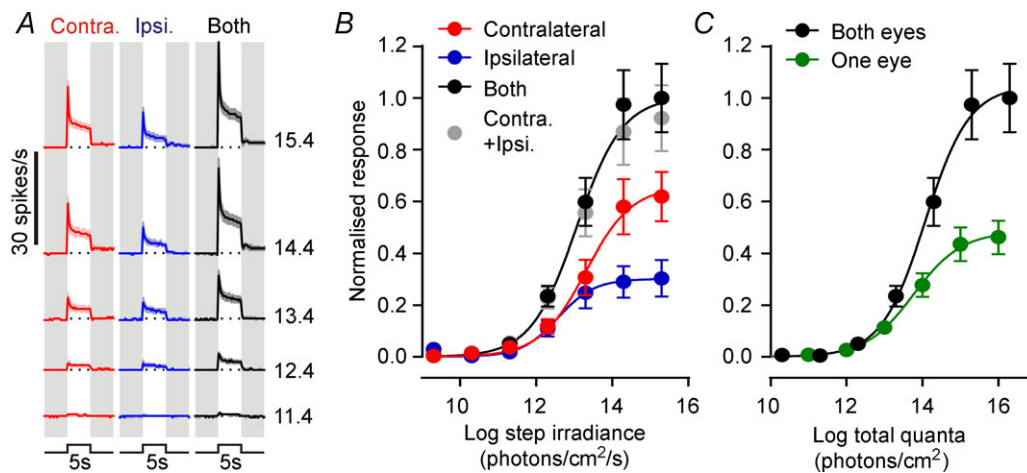 A
Contra.
Ipsi.
Both
15.4
14.4
13.4
12.4
11.4
30 spikes/s
5s
5s
5s
B
Contralateral
Ipsilateral
Both
Contra.
+Ipsi.
1.2
1.0
0.8
0.6
0.4
0.2
0.0
Normalised response
10
12
14
16
Log step irradiance
(photons/cm²/s)
C
Both eyes
One eye
1.2
1.0
0.8
0.6
0.4
0.2
0.0
10
12
14
16
Log total quanta
(photons/cm²)